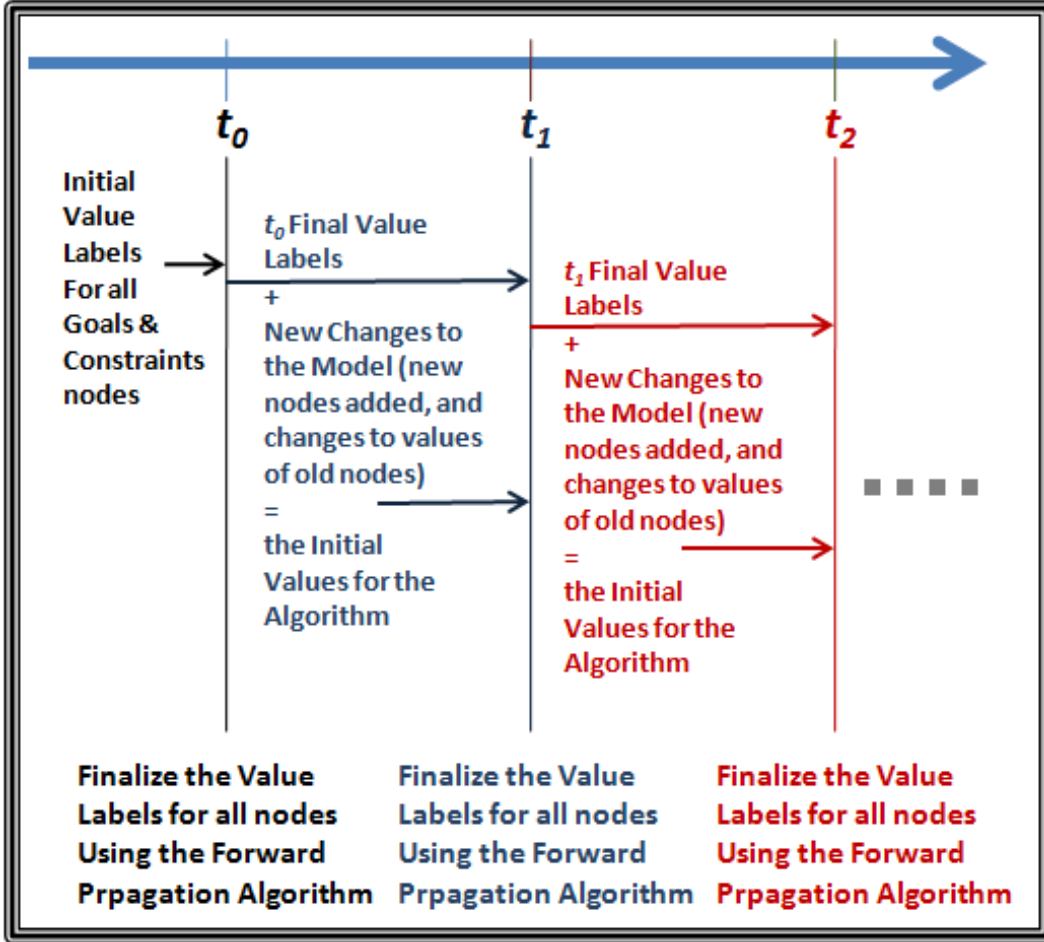 t0
t1
t2
Initial
Value
Labels
For all
Goals &
Constraints
nodes
t0 Final Value
Labels
+
New Changes to
the Model (new
nodes added, and
changes to values
of old nodes)
=
the Initial
Values for the
Algorithm
t1 Final Value
Labels
+
New Changes to
the Model (new
nodes added, and
changes to values
of old nodes)
=
the Initial
Values for the
Algorithm
Finalize the Value
Labels for all nodes
Using the Forward
Prpagation Algorithm
Finalize the Value
Labels for all nodes
Using the Forward
Prpagation Algorithm
Finalize the Value
Labels for all nodes
Using the Forward
Prpagation Algorithm